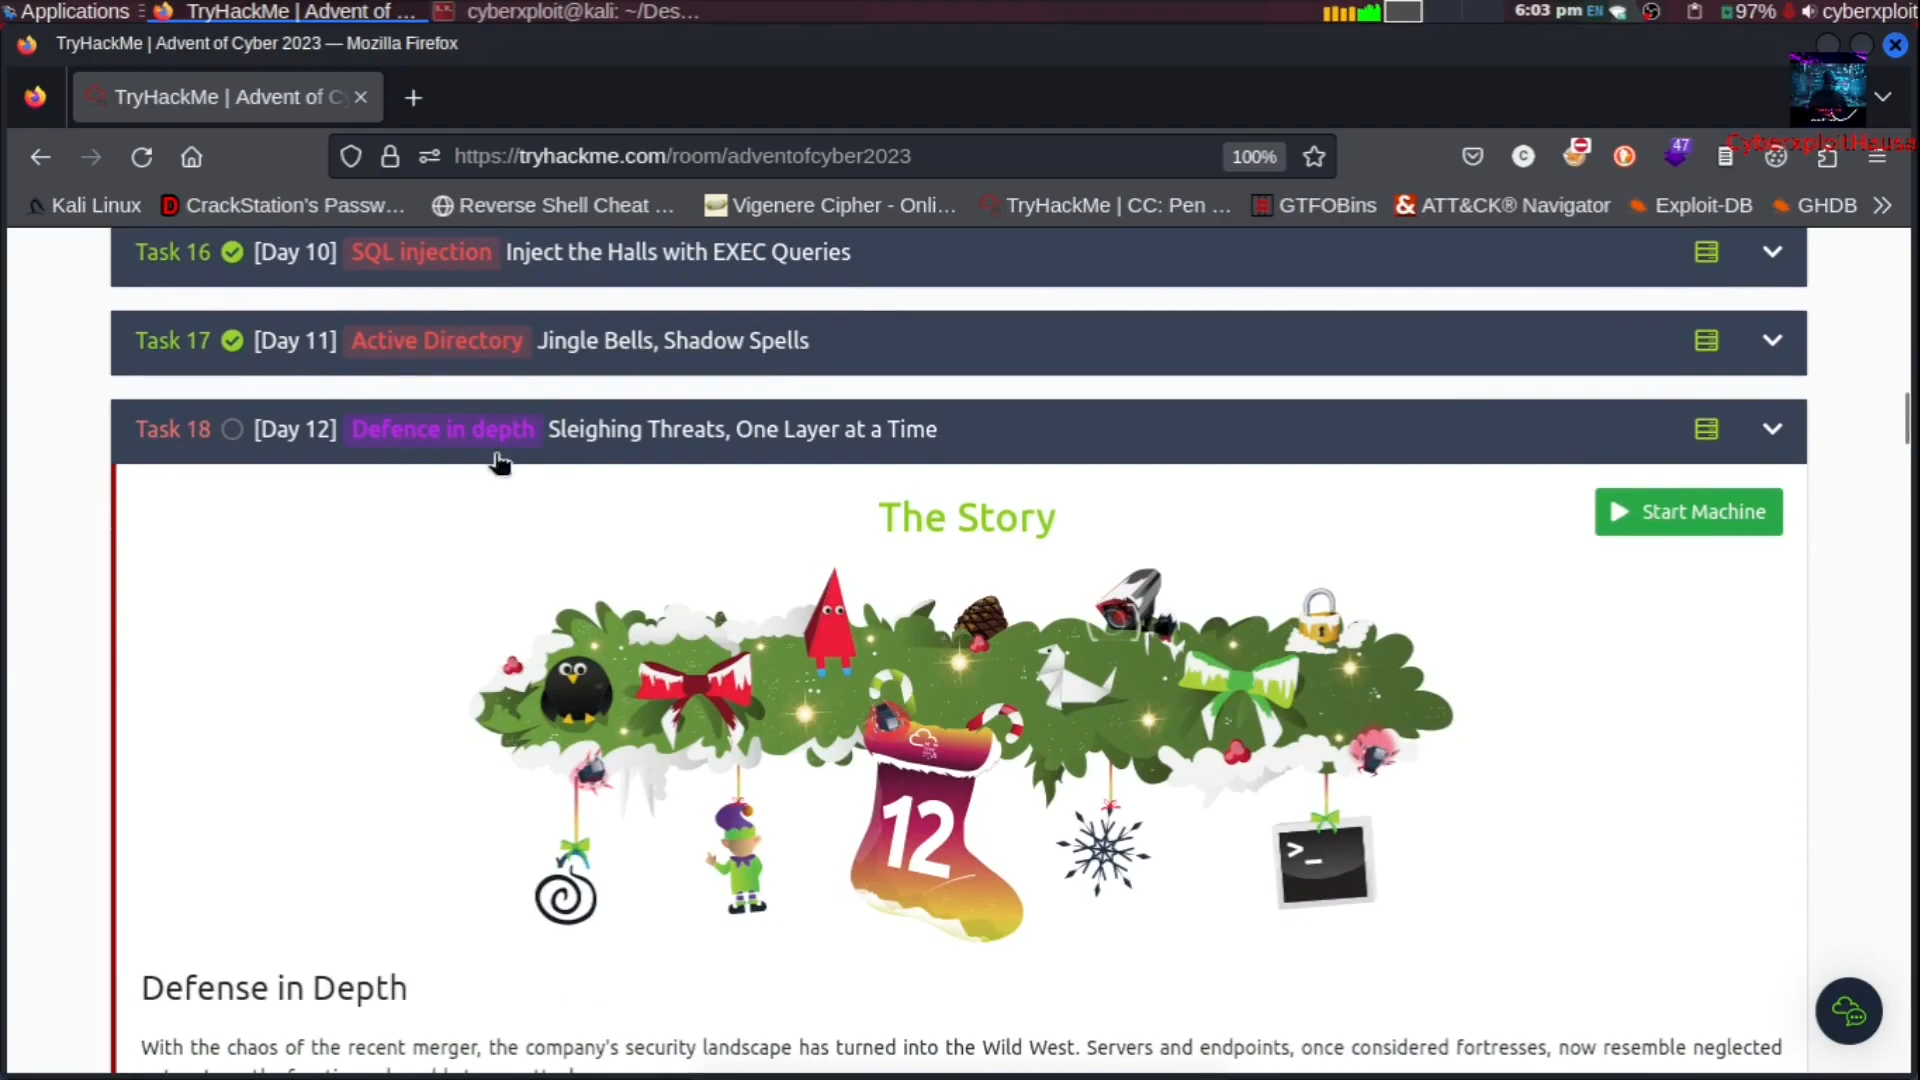 Applications
TryHackMe | Advent of ...
cyberxploit@kali: ~/Des...
6:03 pm EN
97%
cyberxploit
TryHackMe | Advent of Cyber 2023 — Mozilla Firefox
TryHackMe | Advent of C
https://tryhackme.com/room/adventofcyber2023
100%
47
CyberxploitHausa
Kali Linux
CrackStation's Passw...
Reverse Shell Cheat ...
Vigenere Cipher - Onli...
TryHackMe | CC: Pen ...
GTFOBins
ATT&CK® Navigator
Exploit-DB
GHDB
Task 16 [Day 10] SQL injection Inject the Halls with EXEC Queries
Task 17 [Day 11] Active Directory Jingle Bells, Shadow Spells
Task 18 [Day 12] Defence in depth Sleighing Threats, One Layer at a Time
The Story
Start Machine
12
>_
Defense in Depth
With the chaos of the recent merger, the company's security landscape has turned into the Wild West. Servers and endpoints, once considered fortresses, now resemble neglected